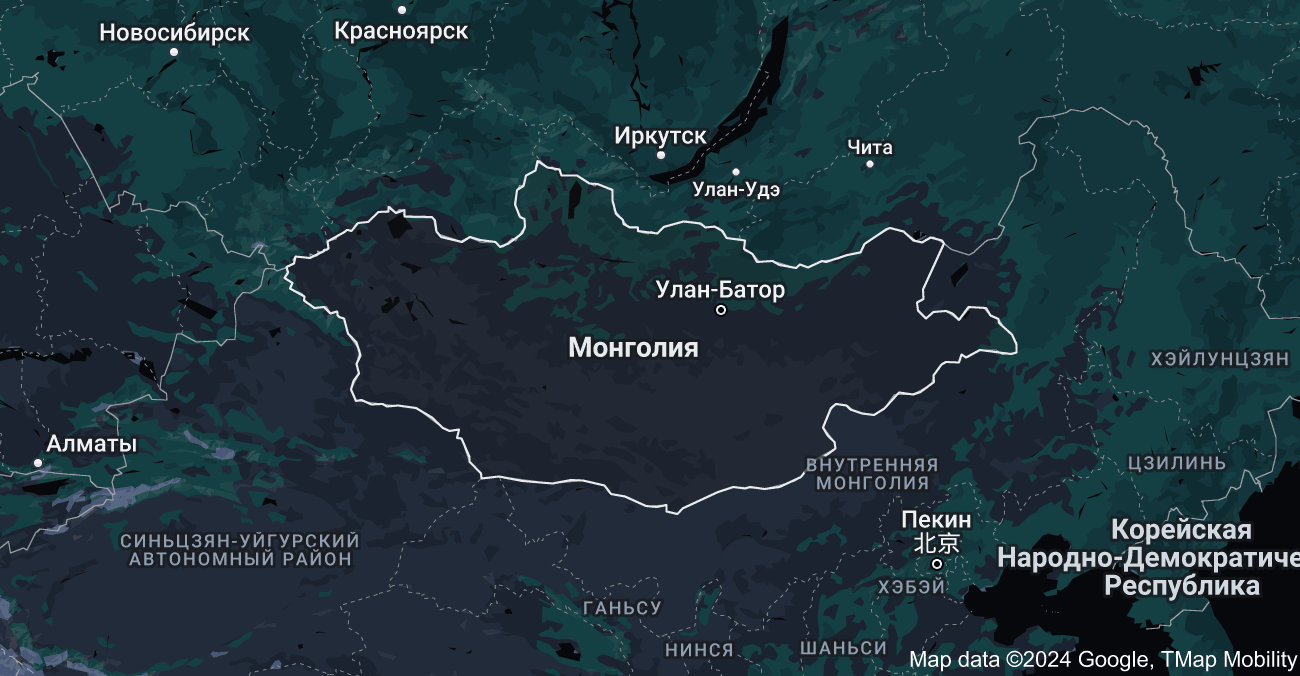 Новосибирск
Красноярск
Иркутск
Чита
Улан-Удэ
Улан-Батор
Монголия
ХЭЙЛУНЦЗЯН
Алматы
ВНУТРЕННЯЯ
МОНГОЛИЯ
ЦЗИЛИНЬ
Пекин
北京
СИНЬЦЗЯН-УЙГУРСКИЙ
АВТОНОМНЫЙ РАЙОН
Корейская
Народно-Демократиче
Республика
ХЭБЭЙ
ГАНЬСУ
НИНСЯ
ШАНЬСИ
Map data ©2024 Google, TMap Mobility